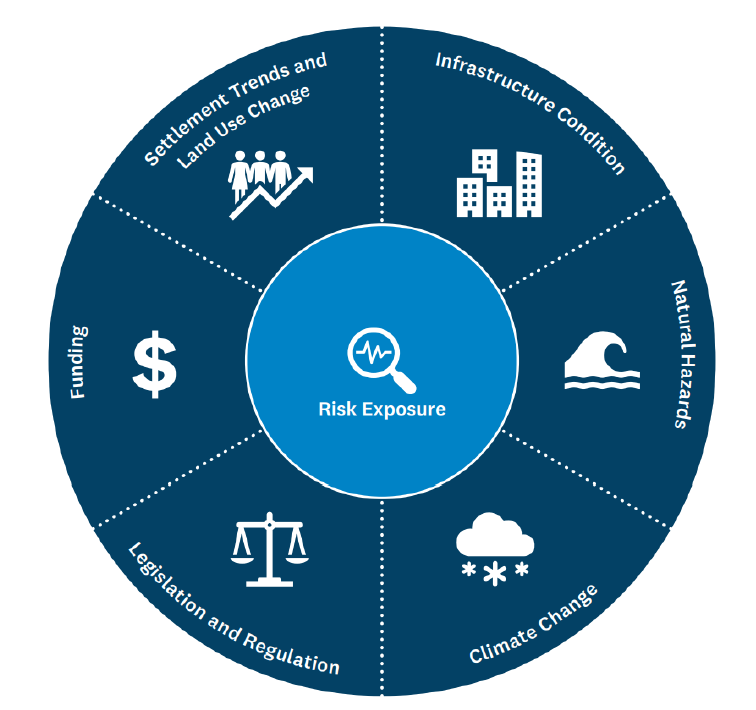 Settlement Trends and
Land Use Change
Infrastructure Condition
Natural Hazards
Climate Change
Legislation and Regulation
Funding
$
Risk Exposure